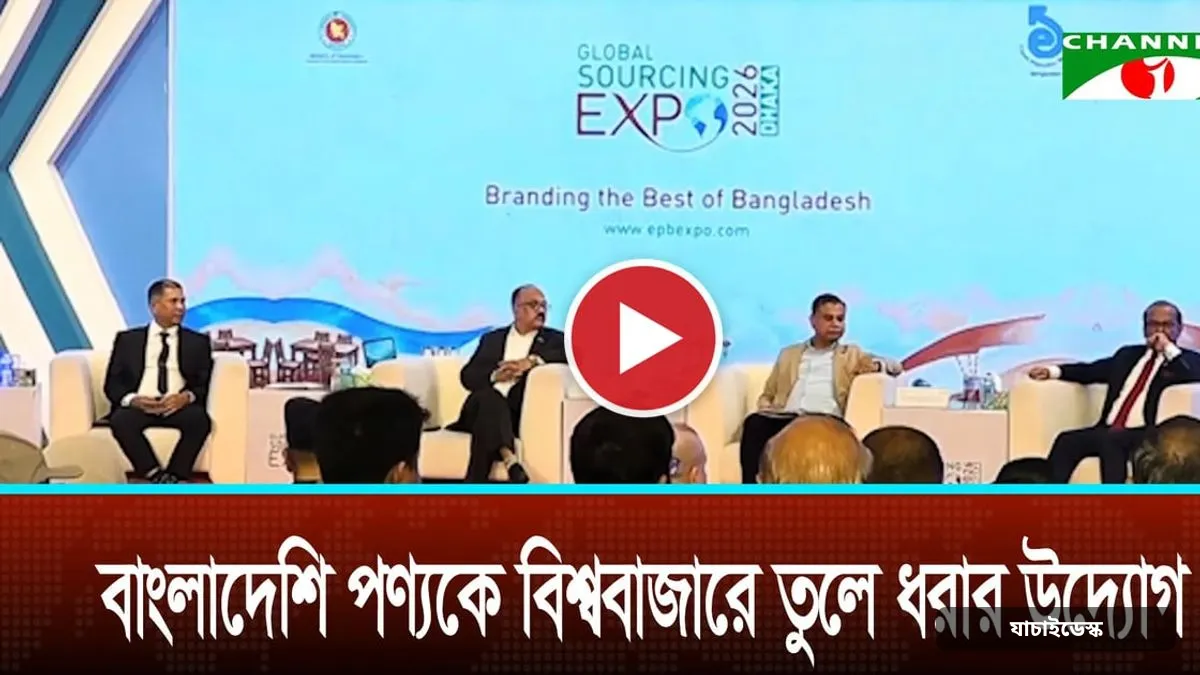 GLOBAL
SOURCING
EXPO
2026
DHAKA
CHANNE
Branding the Best of Bangladesh
www.epbexpo.com
বাংলাদেশি পণ্যকে বিশ্ববাজারে তুলে ধরার উদ্যোগ
যাচাইডেস্ক